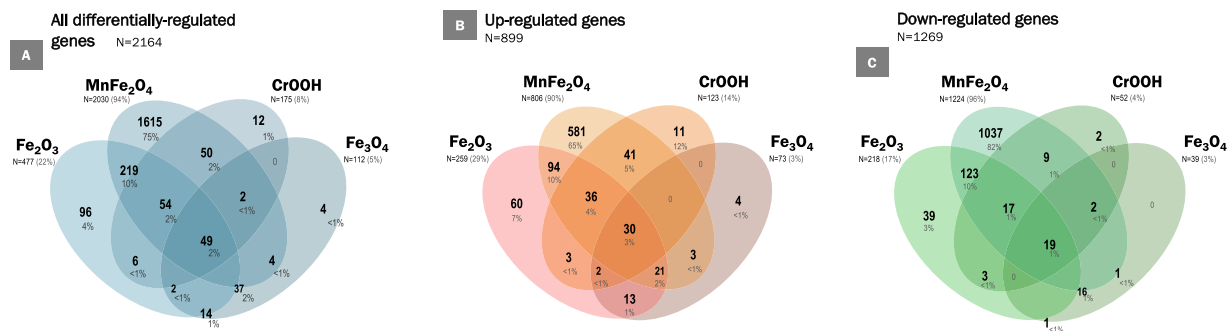 All differentially-regulated
genes N=2164
A
MnFe₂O₄
N=2030 (94%)
CrOOH
N=175 (8%)
Fe₂O₃
N=477 (22%)
Fe₃O₄
N=112 (5%)
1615
75%
12
1%
50
2%
0
219
10%
96
4%
54
2%
2
<1%
4
<1%
49
2%
6
<1%
4
<1%
2
<1%
37
2%
14
1%
Up-regulated genes
B
N=899
MnFe₂O₄
N=806 (90%)
CrOOH
N=123 (14%)
Fe₂O₃
N=259 (29%)
Fe₃O₄
N=73 (3%)
581
65%
11
12%
41
5%
0
94
10%
60
7%
36
4%
0
4
<1%
30
3%
3
<1%
3
<1%
2
<1%
21
2%
13
1%
Down-regulated genes
N=1269
C
MnFe₂O₄
N=1224 (96%)
CrOOH
N=52 (4%)
Fe₂O₃
N=218 (17%)
Fe₃O₄
N=39 (3%)
1037
82%
2
<1%
9
1%
0
123
10%
39
3%
17
1%
2
<1%
0
19
1%
3
<1%
0
1
<1%
16
1%
1
<1%